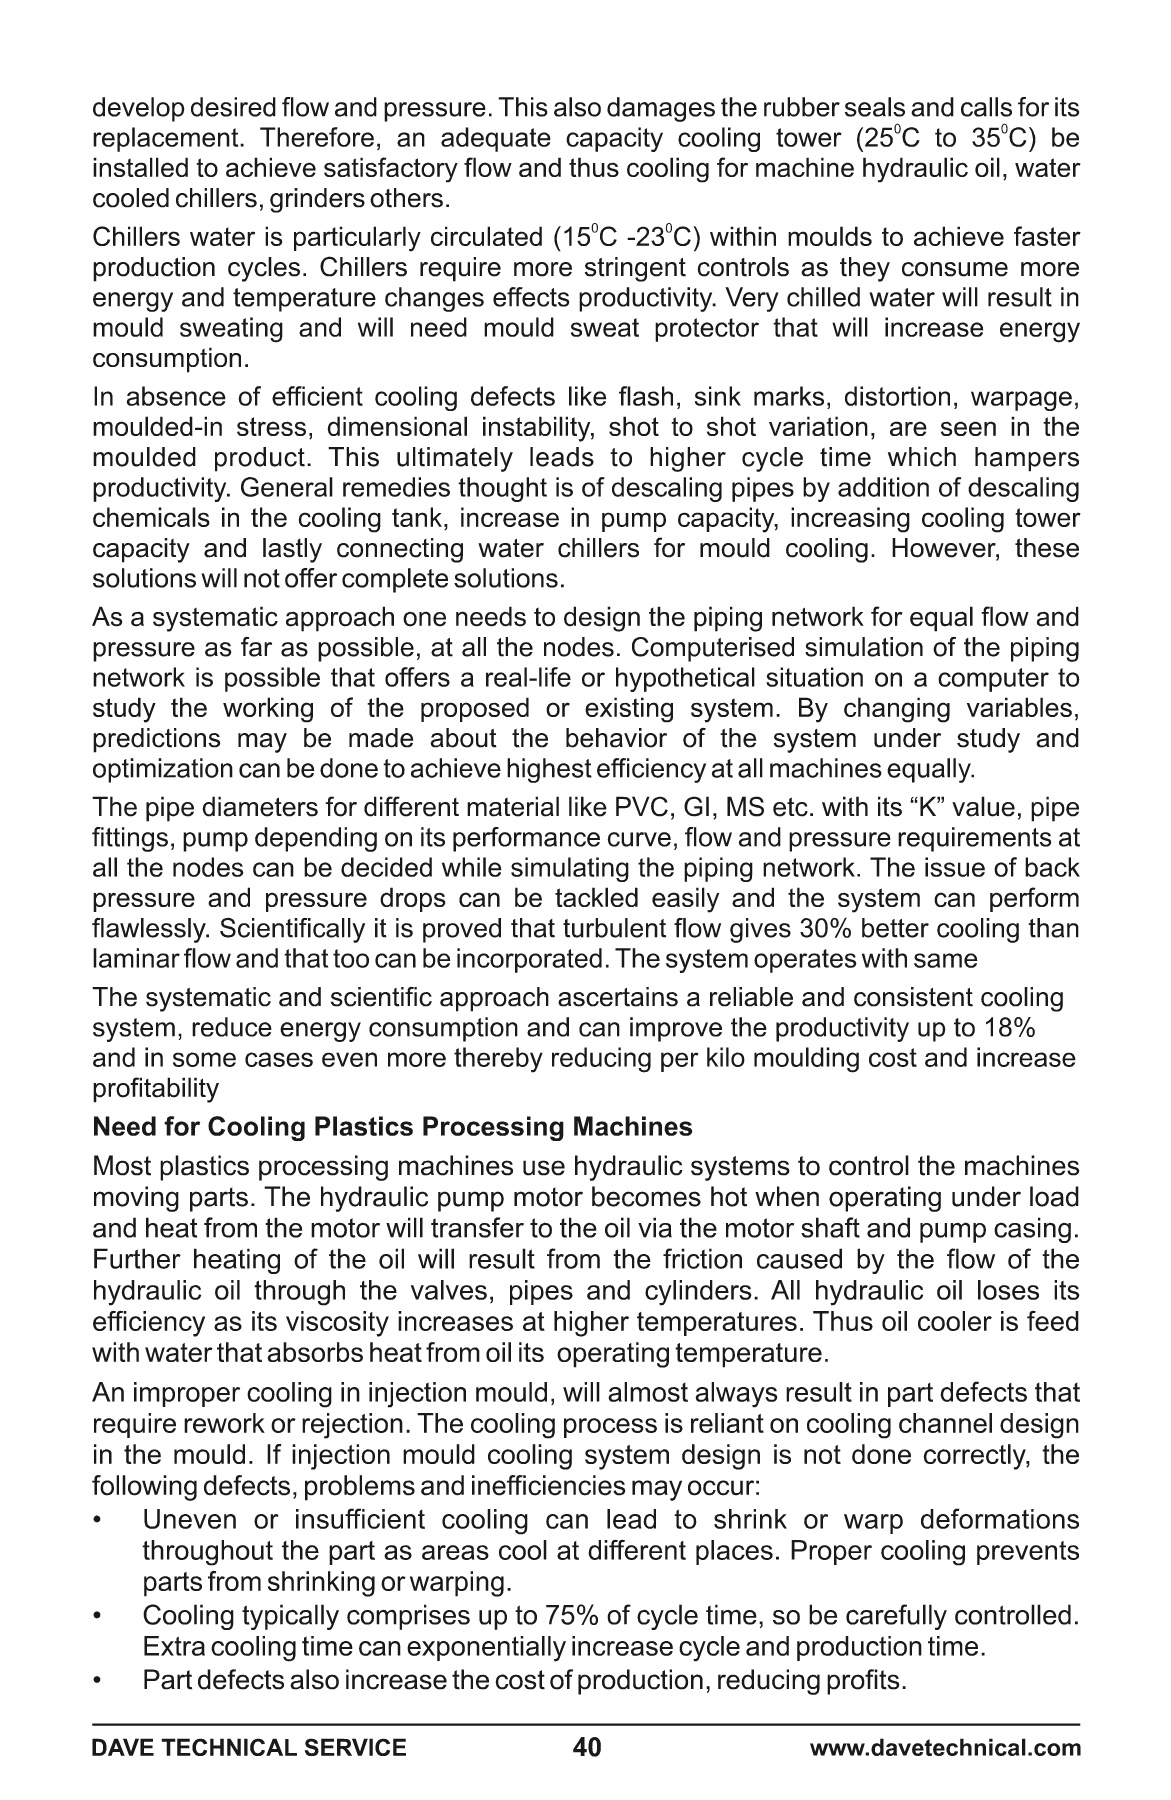 develop desired flow and pressure. This also damages the rubber seals and calls for its
replacement. Therefore, an adequate capacity cooling tower (25⁰C to 35⁰C) be
installed to achieve satisfactory flow and thus cooling for machine hydraulic oil, water
cooled chillers, grinders others.
Chillers water is particularly circulated (15⁰C -23⁰C) within moulds to achieve faster
production cycles. Chillers require more stringent controls as they consume more
energy and temperature changes effects productivity. Very chilled water will result in
mould sweating and will need mould sweat protector that will increase energy
consumption.
In absence of efficient cooling defects like flash, sink marks, distortion, warpage,
moulded-in stress, dimensional instability, shot to shot variation, are seen in the
moulded product. This ultimately leads to higher cycle time which hampers
productivity. General remedies thought is of descaling pipes by addition of descaling
chemicals in the cooling tank, increase in pump capacity, increasing cooling tower
capacity and lastly connecting water chillers for mould cooling. However, these
solutions will not offer complete solutions.
As a systematic approach one needs to design the piping network for equal flow and
pressure as far as possible, at all the nodes. Computerised simulation of the piping
network is possible that offers a real-life or hypothetical situation on a computer to
study the working of the proposed or existing system. By changing variables,
predictions may be made about the behavior of the system under study and
optimization can be done to achieve highest efficiency at all machines equally.
The pipe diameters for different material like PVC, GI, MS etc. with its “K” value, pipe
fittings, pump depending on its performance curve, flow and pressure requirements at
all the nodes can be decided while simulating the piping network. The issue of back
pressure and pressure drops can be tackled easily and the system can perform
flawlessly. Scientifically it is proved that turbulent flow gives 30% better cooling than
laminar flow and that too can be incorporated. The system operates with same
The systematic and scientific approach ascertains a reliable and consistent cooling
system, reduce energy consumption and can improve the productivity up to 18%
and in some cases even more thereby reducing per kilo moulding cost and increase
profitability
Need for Cooling Plastics Processing Machines
Most plastics processing machines use hydraulic systems to control the machines
moving parts. The hydraulic pump motor becomes hot when operating under load
and heat from the motor will transfer to the oil via the motor shaft and pump casing.
Further heating of the oil will result from the friction caused by the flow of the
hydraulic oil through the valves, pipes and cylinders. All hydraulic oil loses its
efficiency as its viscosity increases at higher temperatures. Thus oil cooler is feed
with water that absorbs heat from oil its operating temperature.
An improper cooling in injection mould, will almost always result in part defects that
require rework or rejection. The cooling process is reliant on cooling channel design
in the mould. If injection mould cooling system design is not done correctly, the
following defects, problems and inefficiencies may occur:
• Uneven or insufficient cooling can lead to shrink or warp deformations
throughout the part as areas cool at different places. Proper cooling prevents
parts from shrinking or warping.
• Cooling typically comprises up to 75% of cycle time, so be carefully controlled.
Extra cooling time can exponentially increase cycle and production time.
• Part defects also increase the cost of production, reducing profits.
DAVE TECHNICAL SERVICE 40 www.davetechnical.com